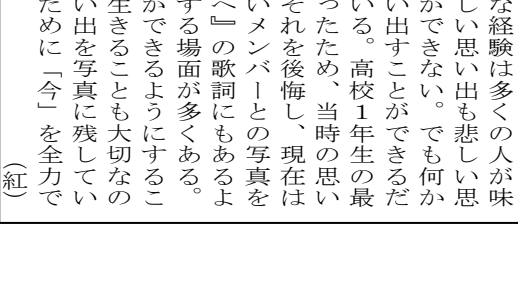 な経験は多くの人が味
しい思い出も悲しい思
ができない。でも何か
い出すことができるだ
いる。高校1年生の最
ったため、当時の思い
それを後悔し、現在は
いメンバーとの写真を
へ』の歌詞にもあるよ
する場面が多くある。
ができるようにするこ
生きることも大切なの
い出を写真に残してい
ために「今」を全力で
(紅)